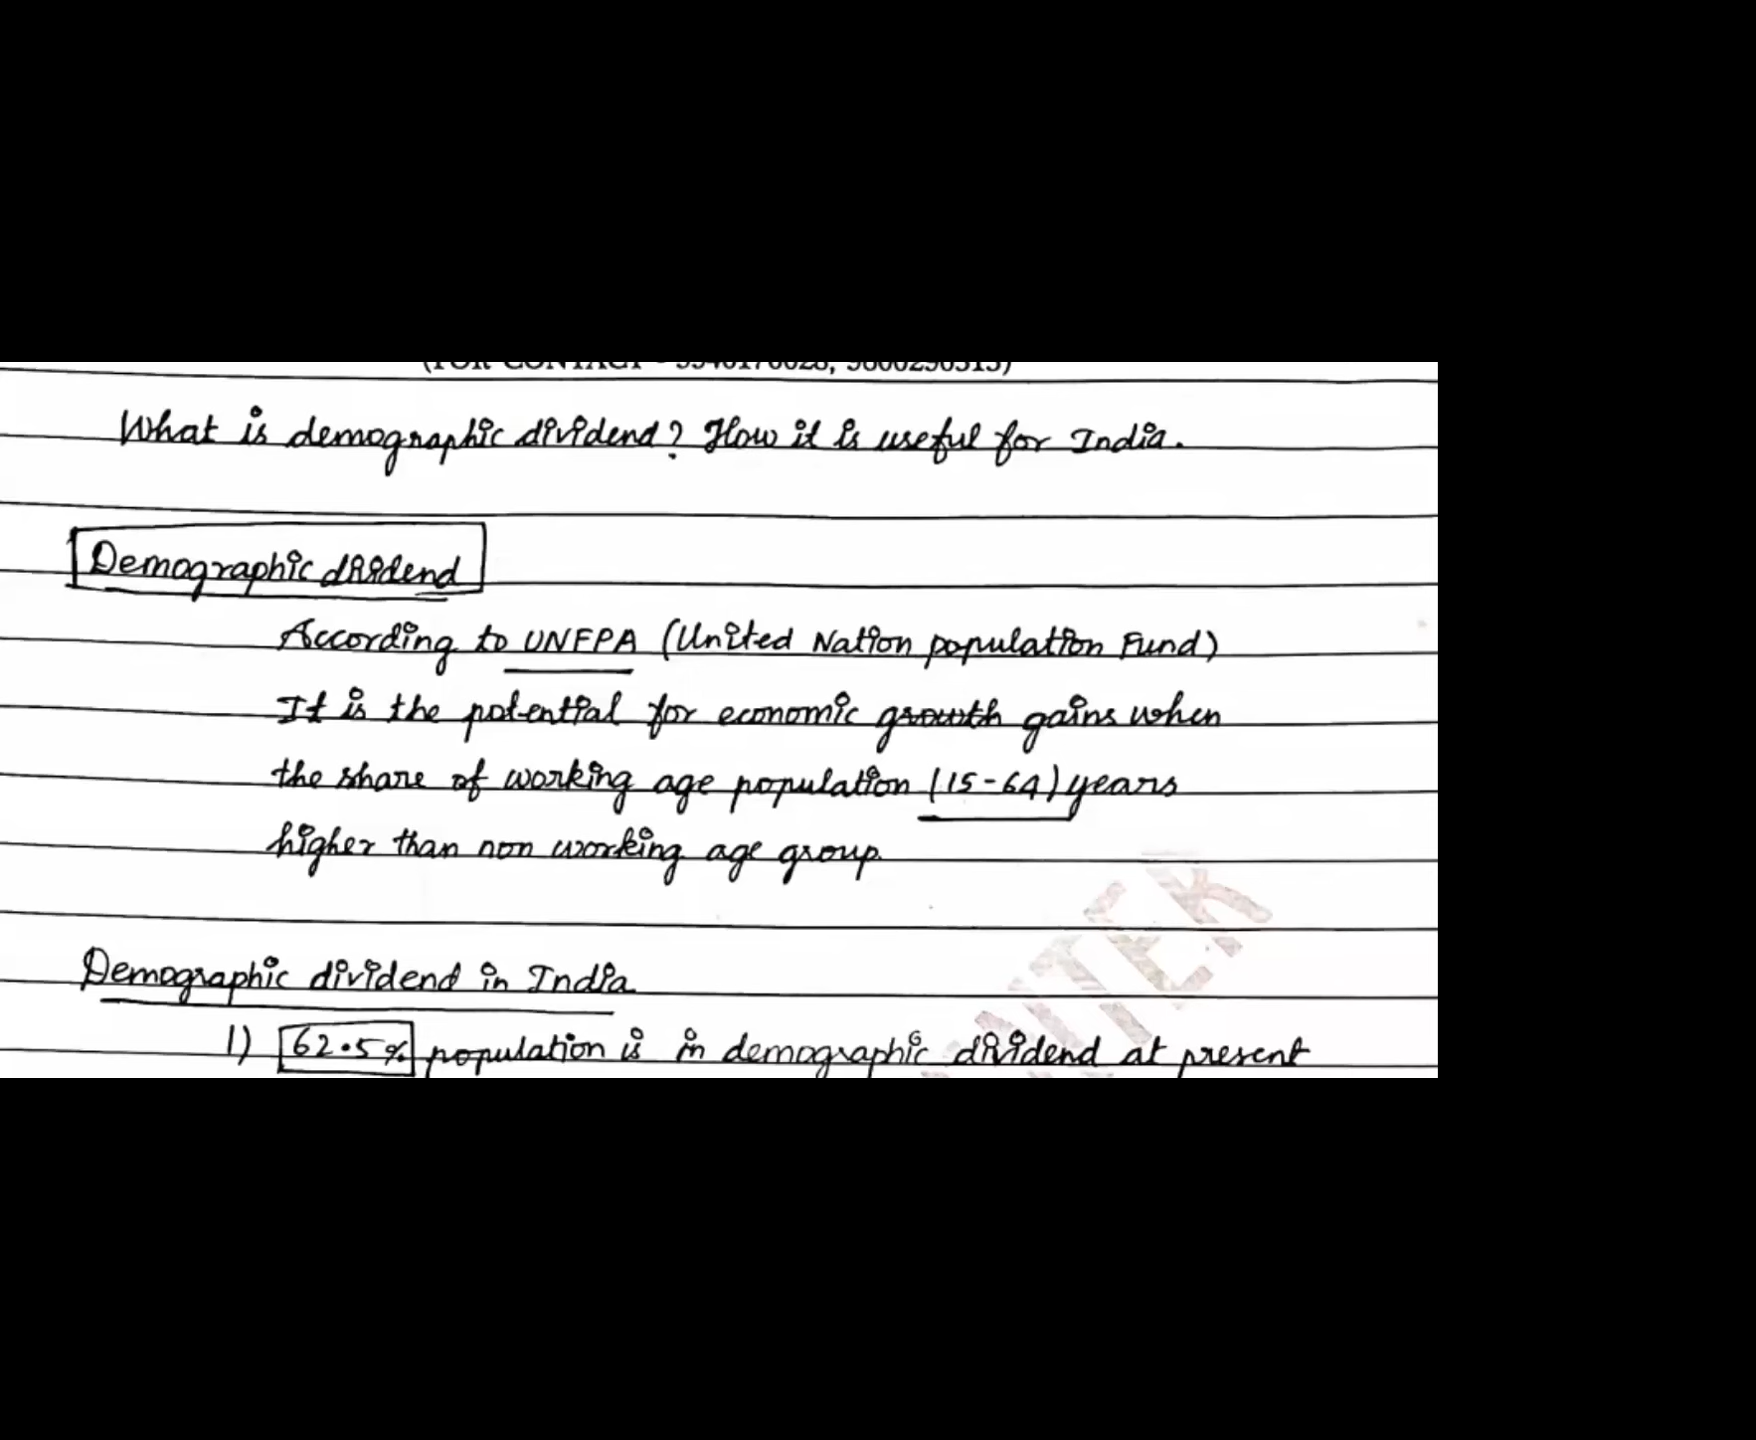 What is demographic dividend? How it is useful for India.
Demographic dividend
According to UNFPA (United Nation population Fund)
It is the potential for economic growth gains when
the share of working age population (15-64) years
higher than non working age group.
Demographic dividend in India
1) 62.5% population is in demographic dividend at present